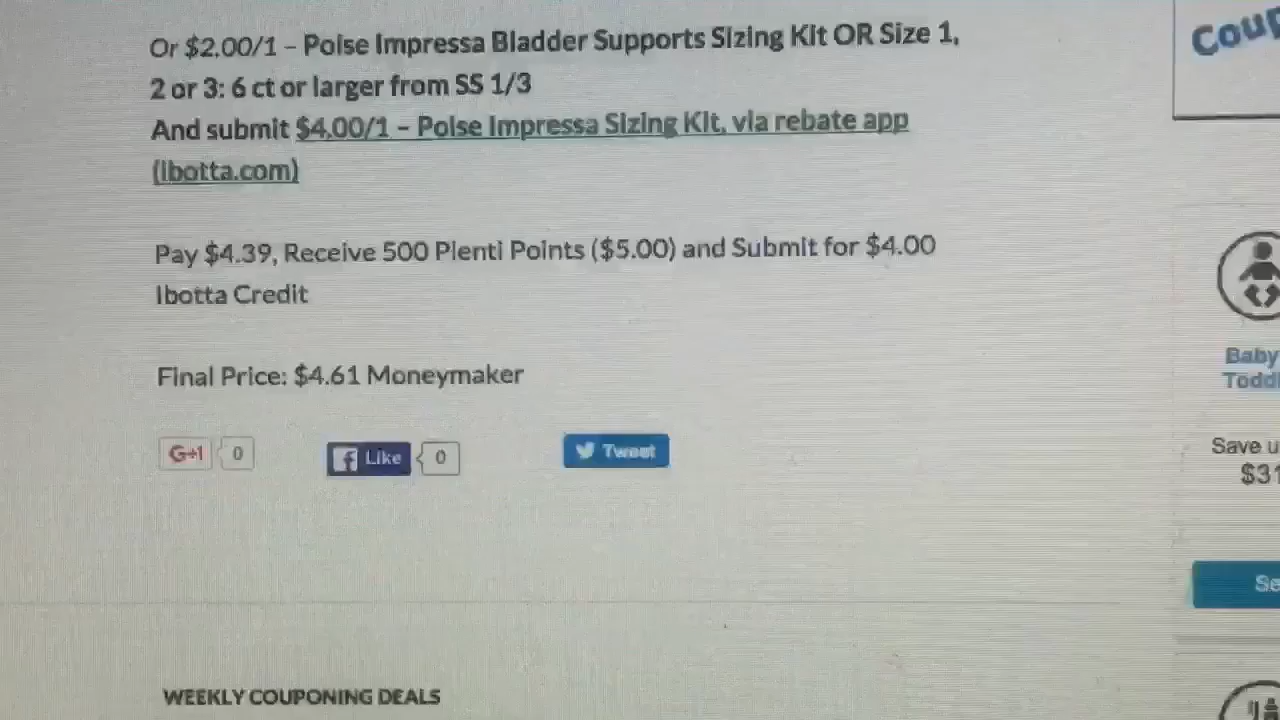 Or $2.00/1 – Poise Impressa Bladder Supports Sizing Kit OR Size 1,
2 or 3: 6 ct or larger from SS 1/3
And submit $4.00/1 – Poise Impressa Sizing Kit, via rebate app
(Ibotta.com)
Pay $4.39, Receive 500 Plenti Points ($5.00) and Submit for $4.00
Ibotta Credit
Final Price: $4.61 Moneymaker
G+1 0
f Like 0
Tweet
WEEKLY COUPONING DEALS
Coup
Baby
Toddl
Save u
$31
Se